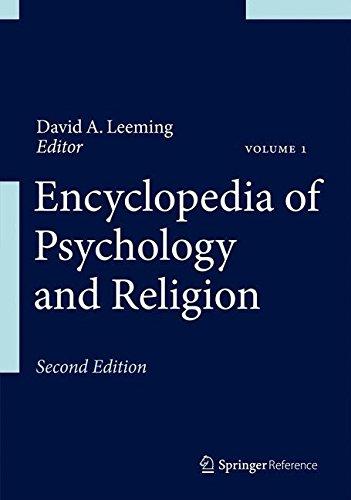 David A. Leeming
Editor
VOLUME 1
Encyclopedia of
Psychology
and Religion
Second Edition
Springer Reference